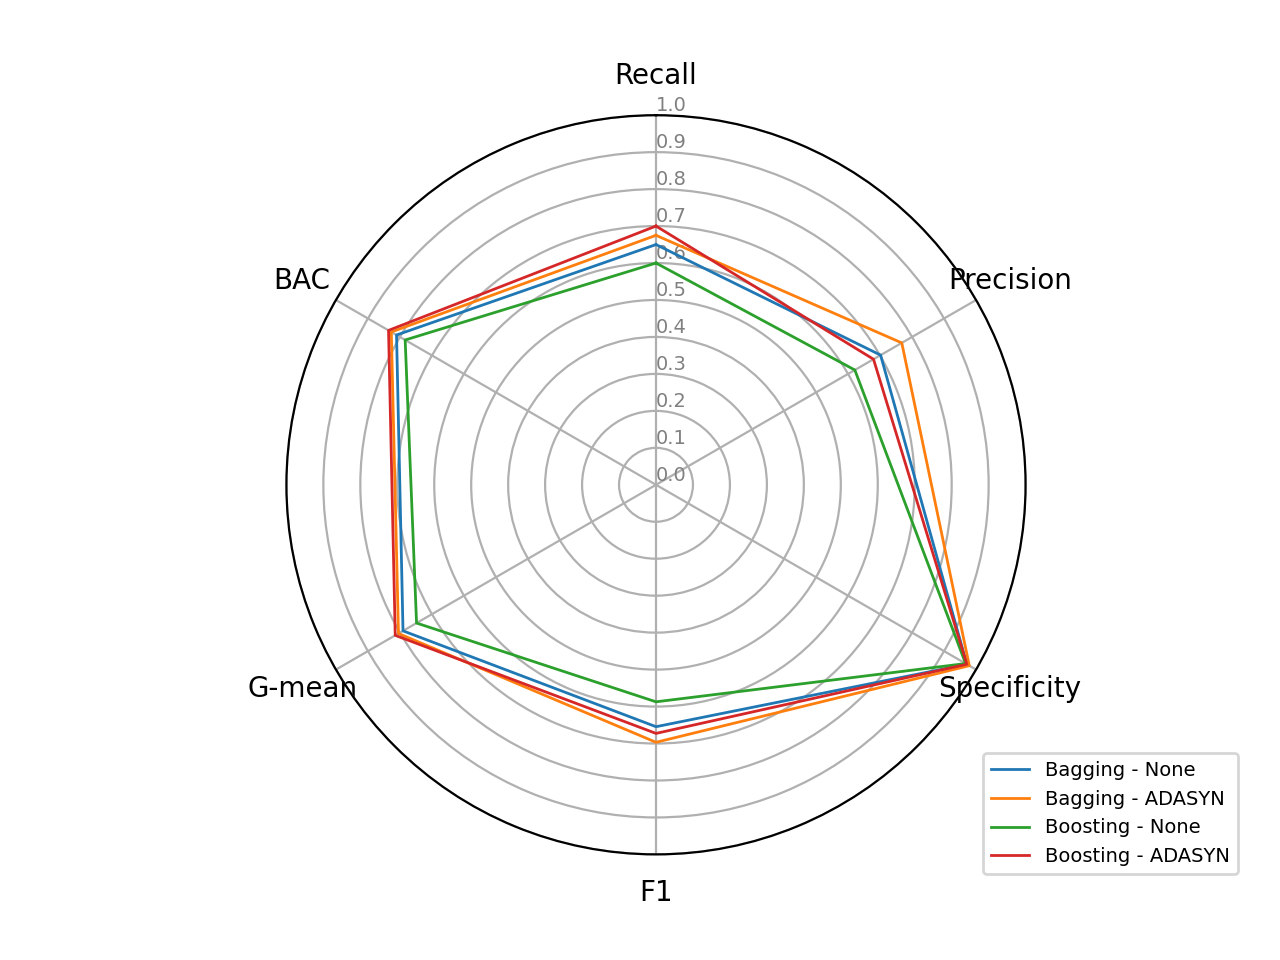 Recall
1.0
0.9
0.8
0.7
0.6
0.5
0.4
0.3
0.2
0.1
0.0
BAC
Precision
G-mean
Specificity
F1
Bagging - None
Bagging - ADASYN
Boosting - None
Boosting - ADASYN